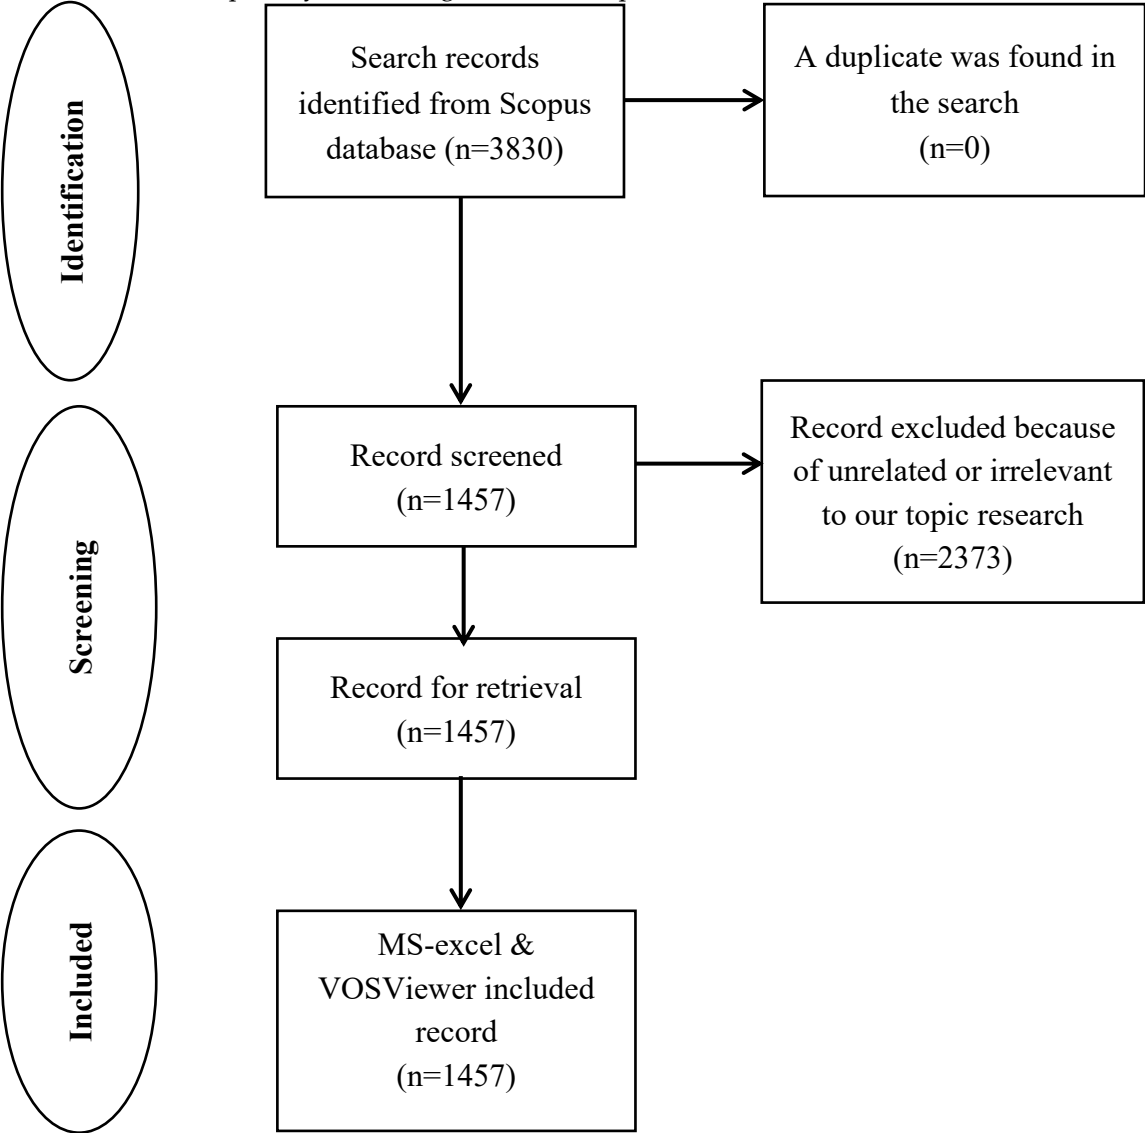 Search records
identified from Scopus
database (n=3830)
A duplicate was found in
the search
(n=0)
Identification
Record screened
(n=1457)
Record excluded because
of unrelated or irrelevant
to our topic research
(n=2373)
Screening
Record for retrieval
(n=1457)
Included
MS-excel &
VOSViewer included
record
(n=1457)